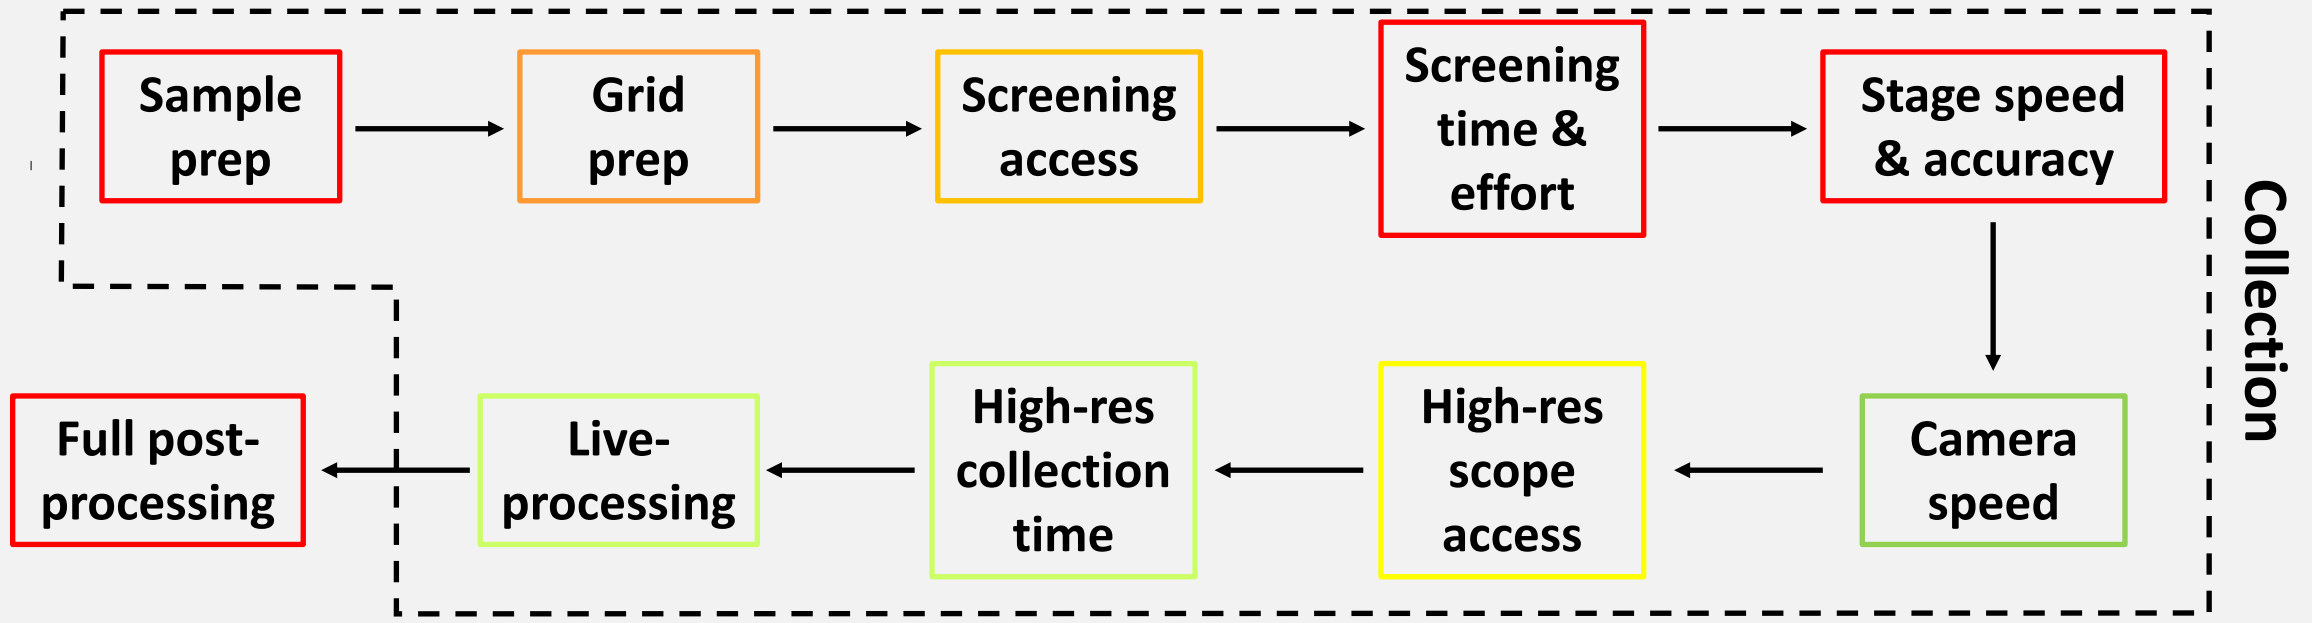 Sample
prep
Grid
prep
Screening
access
Screening
time &
effort
Stage speed
& accuracy
Collection
Camera
speed
High-res
scope
access
High-res
collection
time
Live-
processing
Full post-
processing